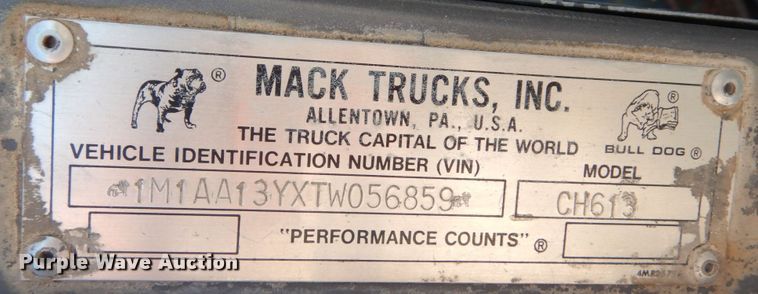 MACK TRUCKS, INC.
ALLENTOWN, PA., U.S.A.
THE TRUCK CAPITAL OF THE WORLD
®
®
BULL DOG ®
VEHICLE IDENTIFICATION NUMBER (VIN)
MODEL
1M1AA13YXTW056859
CH613
"PERFORMANCE COUNTS" ®
Purple Wave Auction